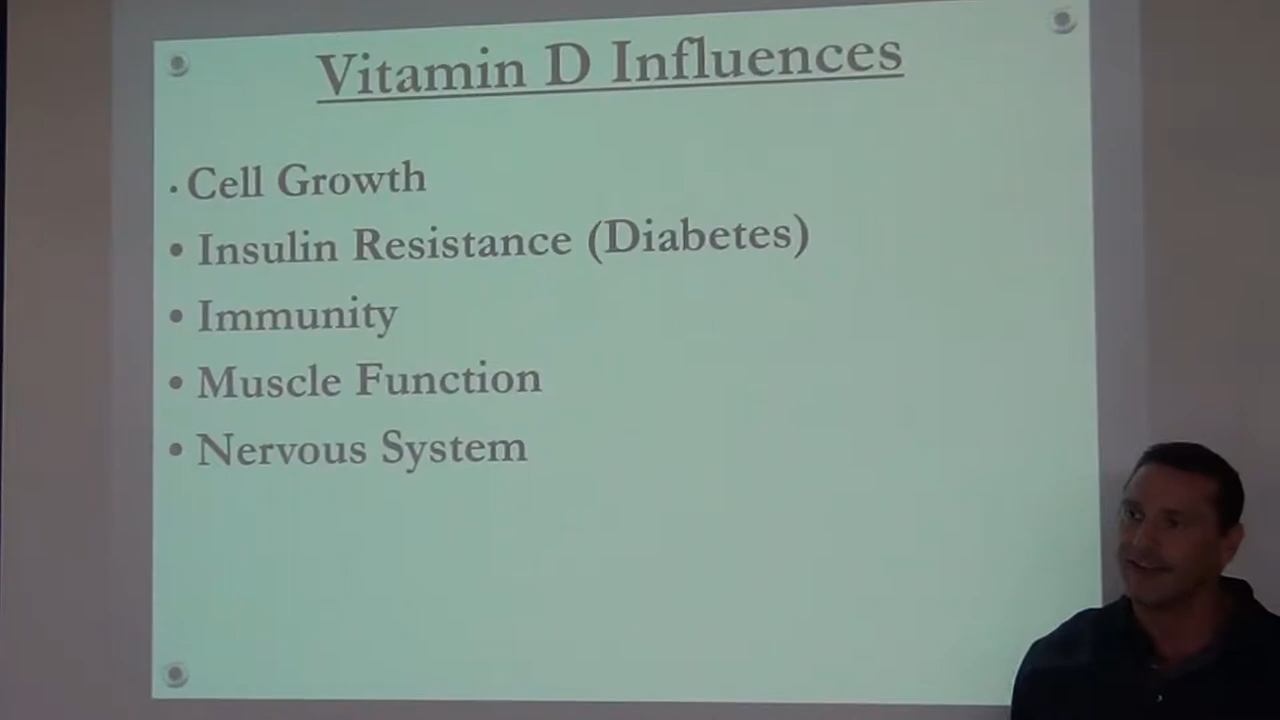 Vitamin D Influences
• Cell Growth
• Insulin Resistance (Diabetes)
• Immunity
• Muscle Function
• Nervous System